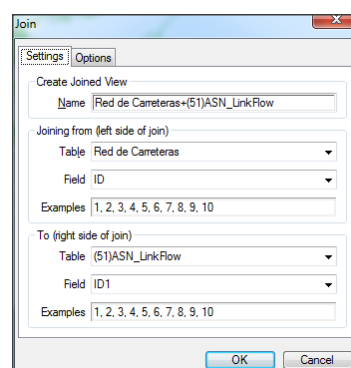 Join
Settings Options
Create Joined View
Name Red de Carreteras+(51)ASN_LinkFlow
Joining from (left side of join)
Table Red de Carreteras
Field ID
Examples 1, 2, 3, 4, 5, 6, 7, 8, 9, 10
To (right side of join)
Table (51)ASN_LinkFlow
Field ID1
Examples 1, 2, 3, 4, 5, 6, 7, 8, 9, 10
OK Cancel